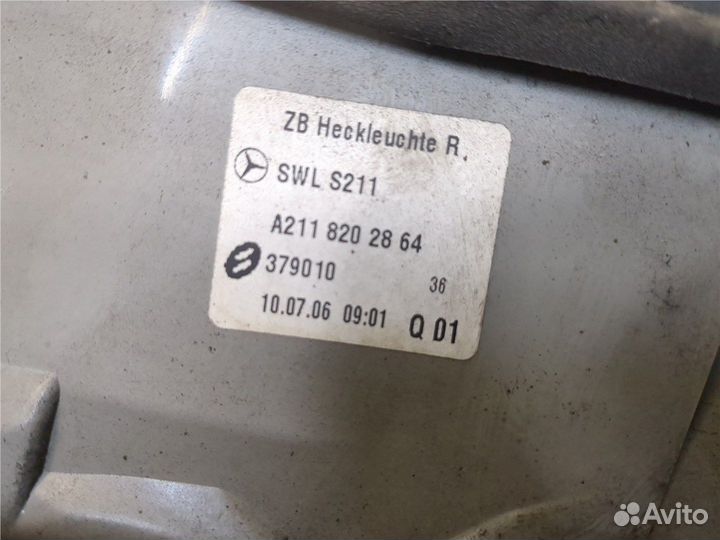 ZB Heckleuchte R.
SWL S211
A211 820 28 64
379010 36
10.07.06 09:01 Q 01
Avito